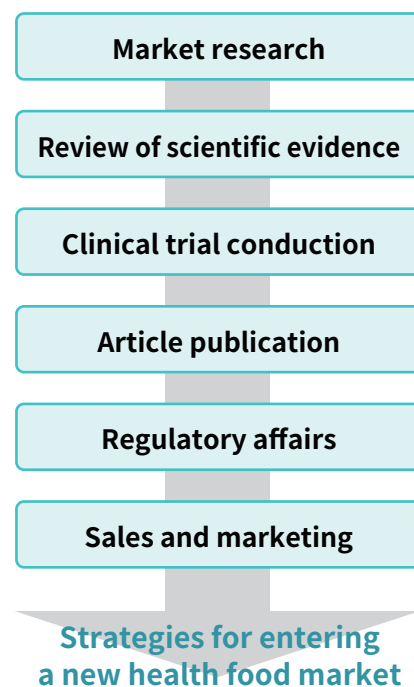 Market research
Review of scientific evidence
Clinical trial conduction
Article publication
Regulatory affairs
Sales and marketing
Strategies for entering
a new health food market